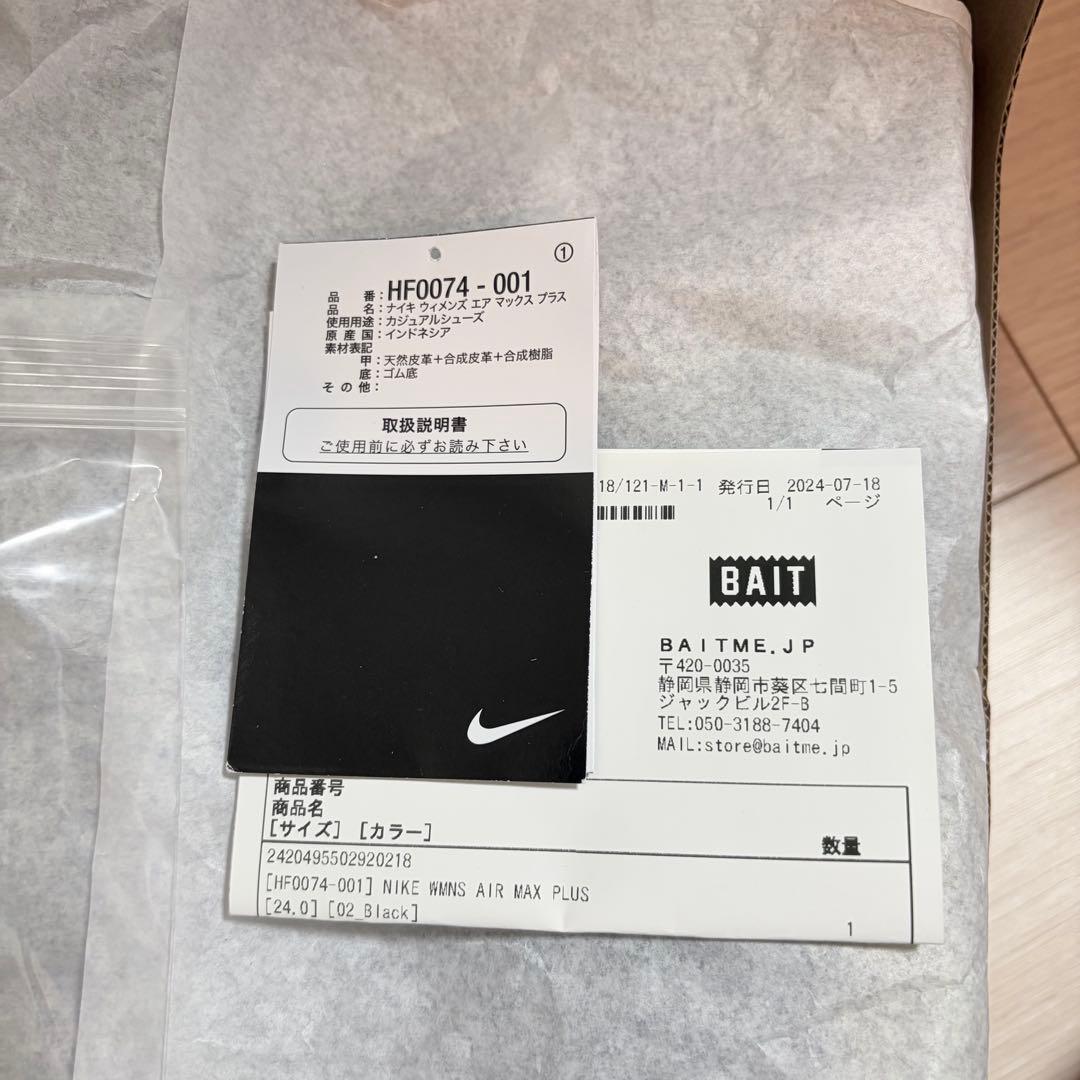 ①
品 番：HF0074 - 001
品 名：ナイキ ウィメンズ エア マックス プラス
使用用途：カジュアルシューズ
原 産 国：インドネシア
素材表記
甲：天然皮革＋合成皮革＋合成樹脂
底：ゴム底
そ の 他：
取扱説明書
ご使用前に必ずお読み下さい
18/121-M-1-1 発行日 2024-07-18
1/1 ページ
BAIT
BAITME.JP
〒420-0035
静岡県静岡市葵区七間町1-5
ジャックビル2F-B
TEL:050-3188-7404
MAIL:store@baitme.jp
商品番号
商品名
[サイズ] [カラー]
数量
2420495502920218
[HF0074-001] NIKE WMNS AIR MAX PLUS
[24.0] [02_Black]
1